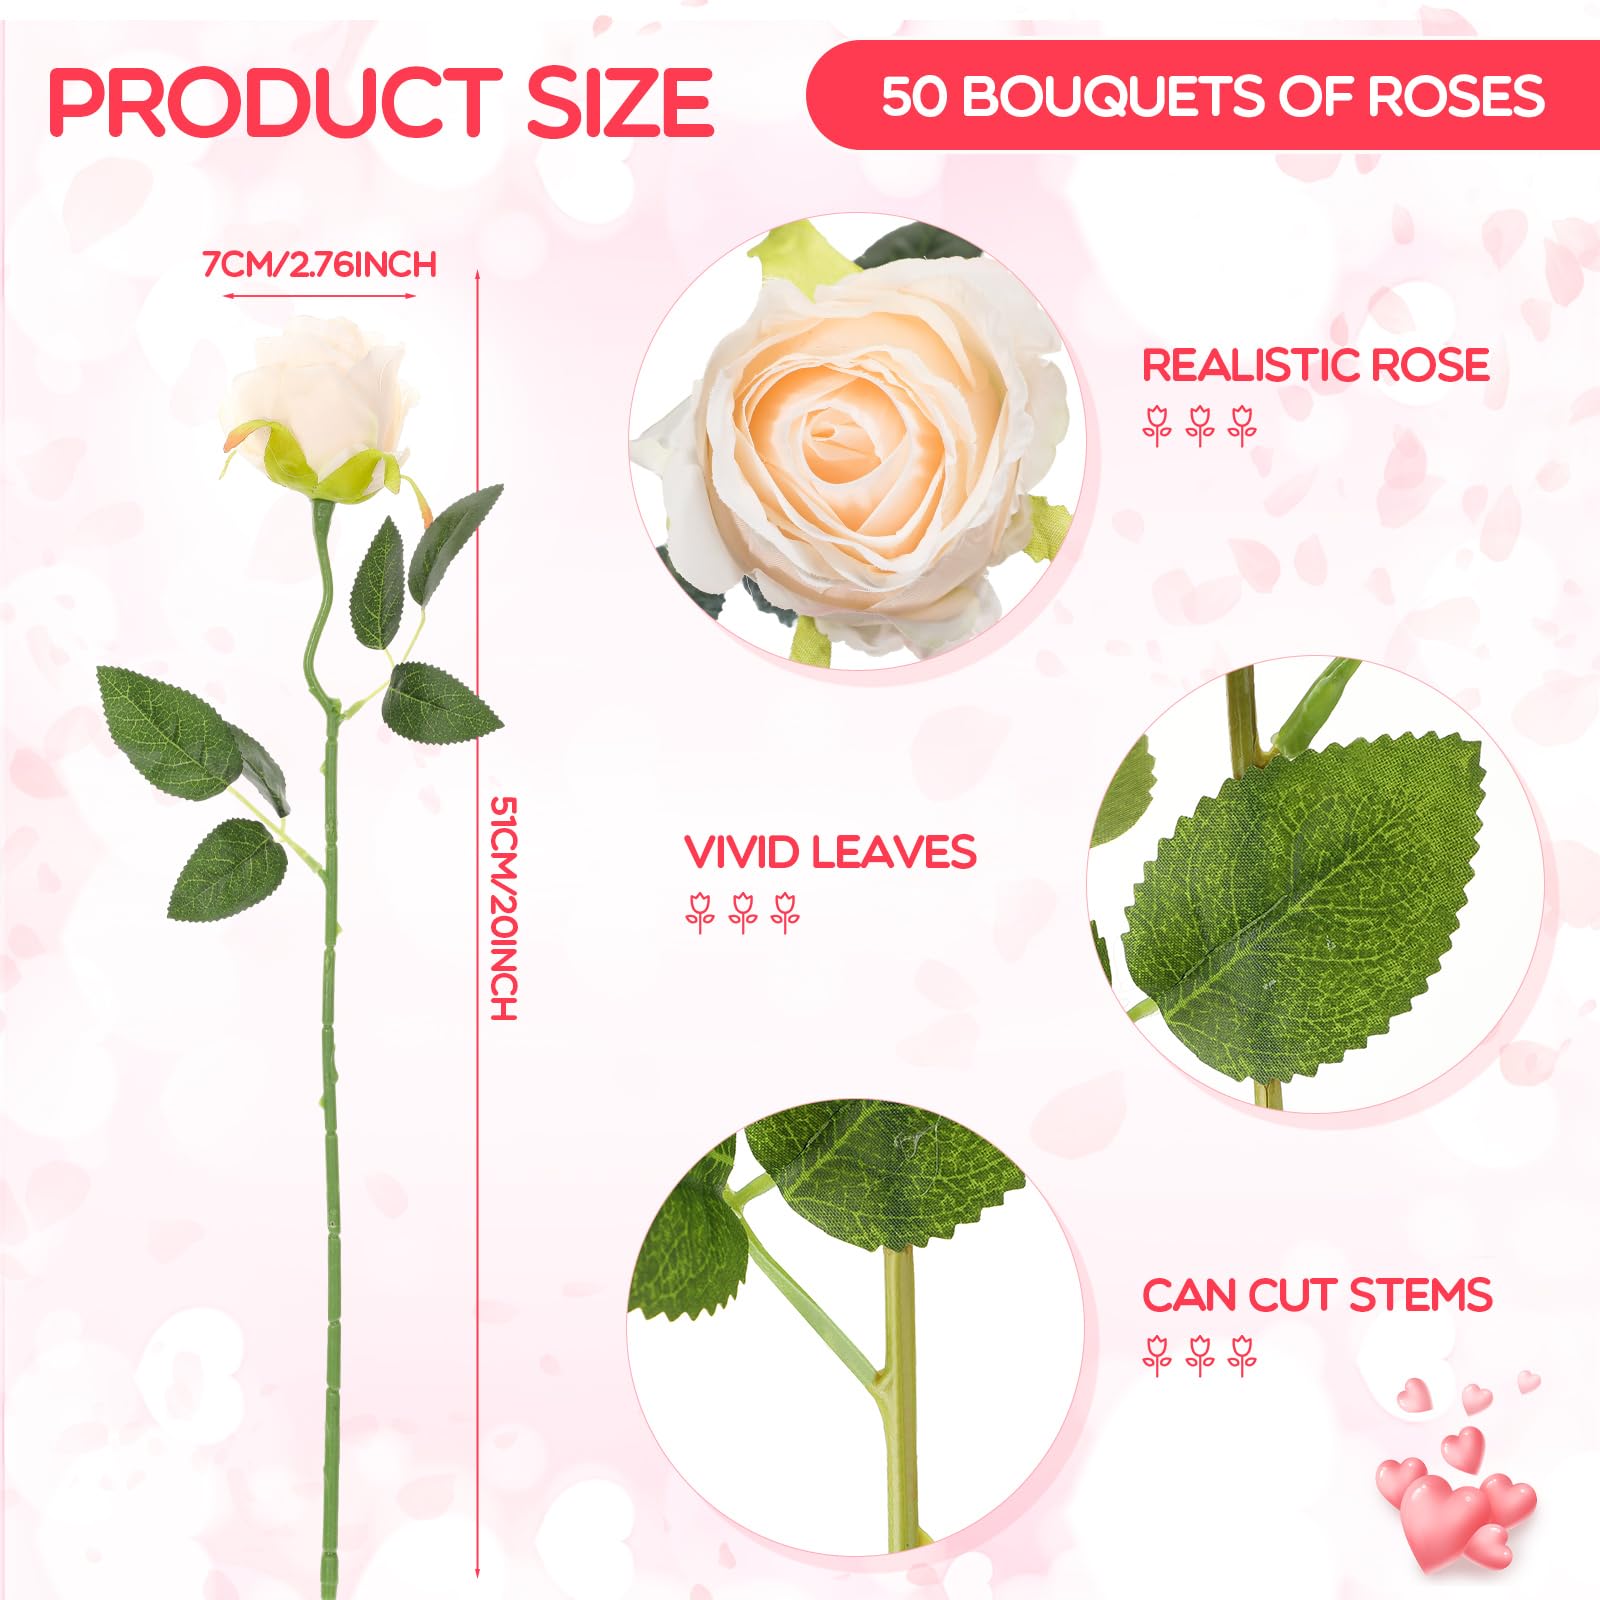 PRODUCT SIZE
50 BOUQUETS OF ROSES
7CM/2.76INCH
51CM/20INCH
REALISTIC ROSE
VIVID LEAVES
CAN CUT STEMS